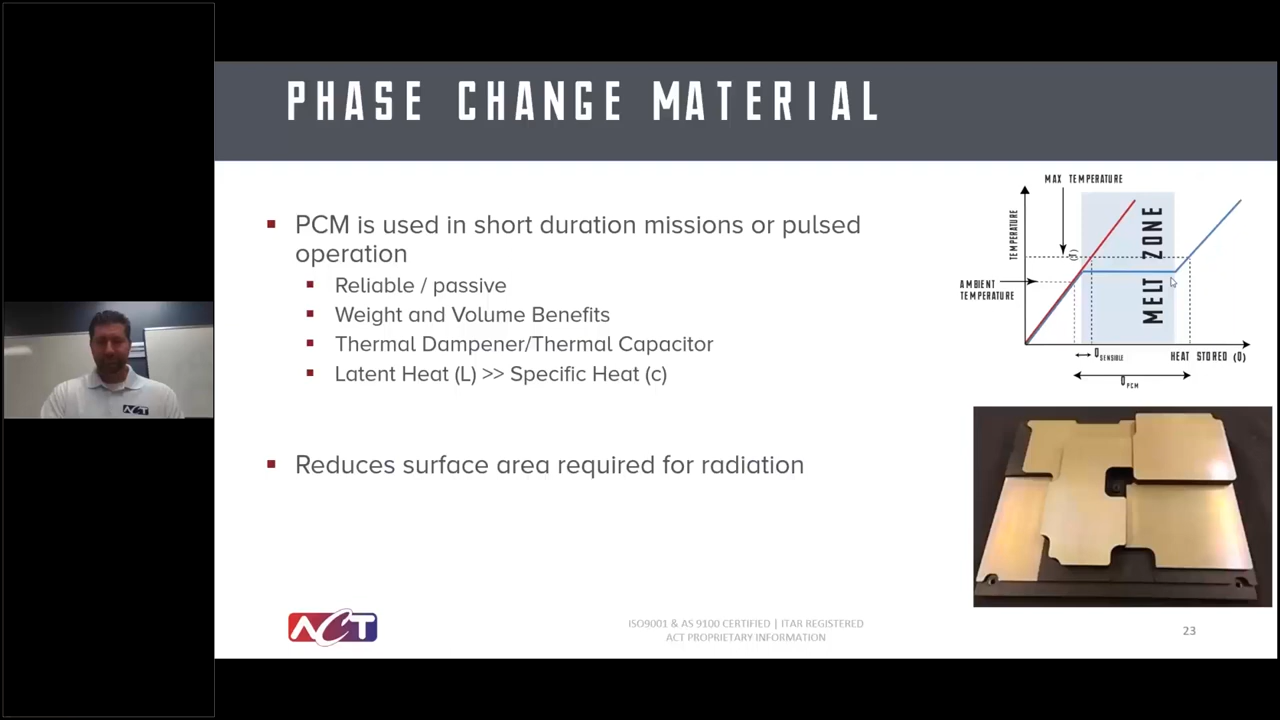 PHASE CHANGE MATERIAL
PCM is used in short duration missions or pulsed
operation
Reliable / passive
Weight and Volume Benefits
Thermal Dampener/Thermal Capacitor
Latent Heat (L) >> Specific Heat (c)
Reduces surface area required for radiation
MAX TEMPERATURE
TEMPERATURE
AMBIENT
TEMPERATURE
MELT ZONE
Q SENSIBLE
HEAT STORED (Q)
Q PCM
ACT
ACT
ISO9001 & AS 9100 CERTIFIED | ITAR REGISTERED
ACT PROPRIETARY INFORMATION
23